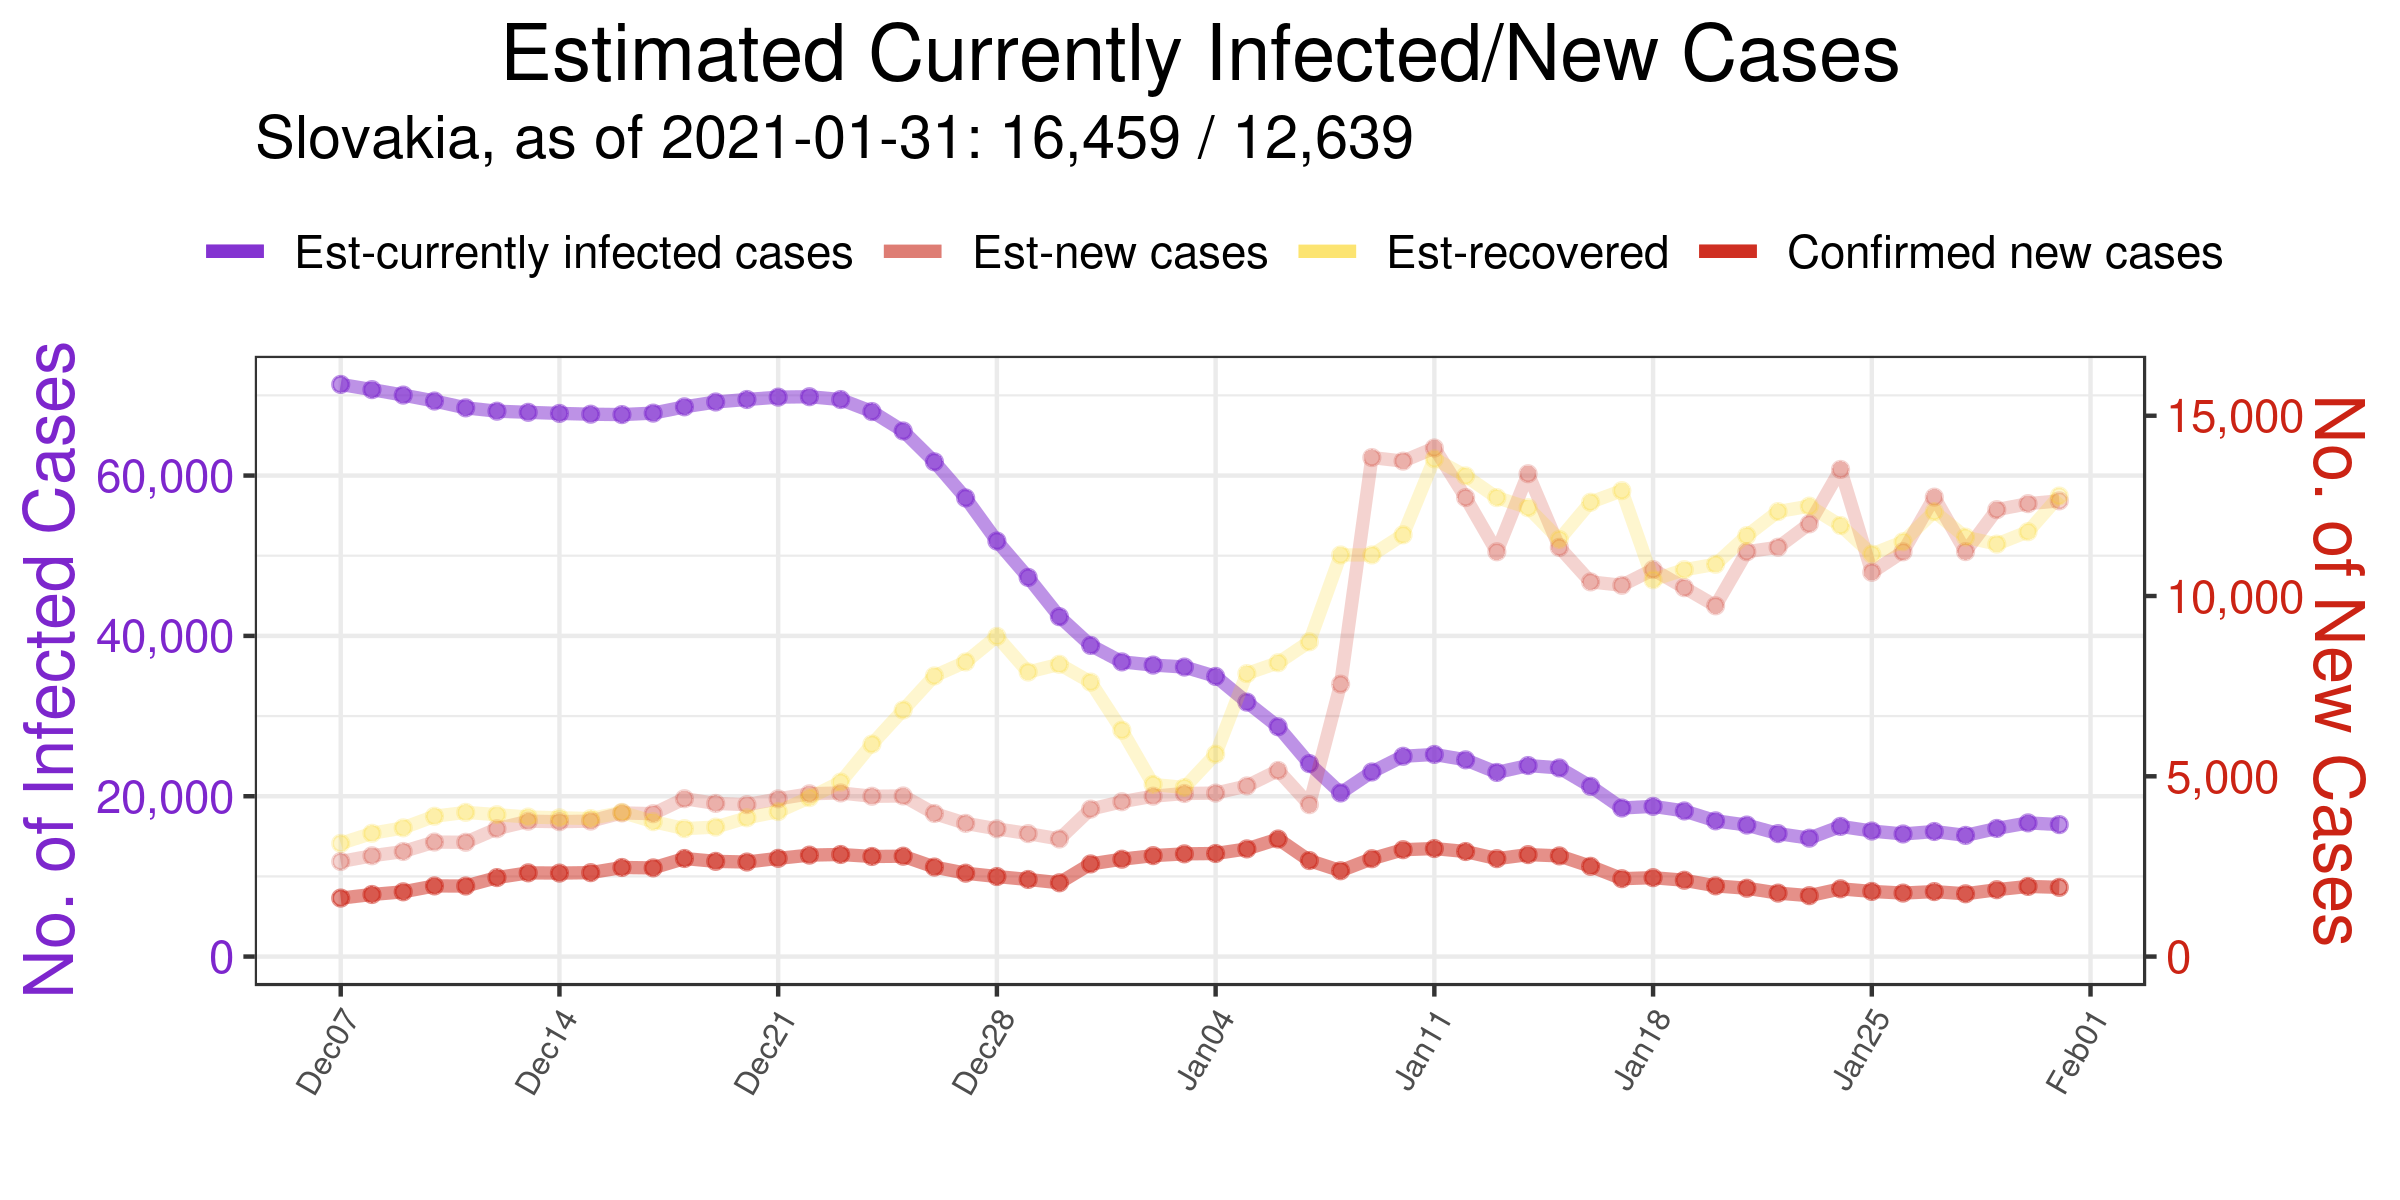 Estimated Currently Infected/New Cases
Slovakia, as of 2021-01-31: 16,459 / 12,639
Est-currently infected cases Est-new cases Est-recovered Confirmed new cases
No. of Infected Cases
60,000
40,000
20,000
0
15,000
10,000
5,000
0
No. of New Cases
Dec07 Dec14 Dec21 Dec28 Jan04 Jan11 Jan18 Jan25 Feb01